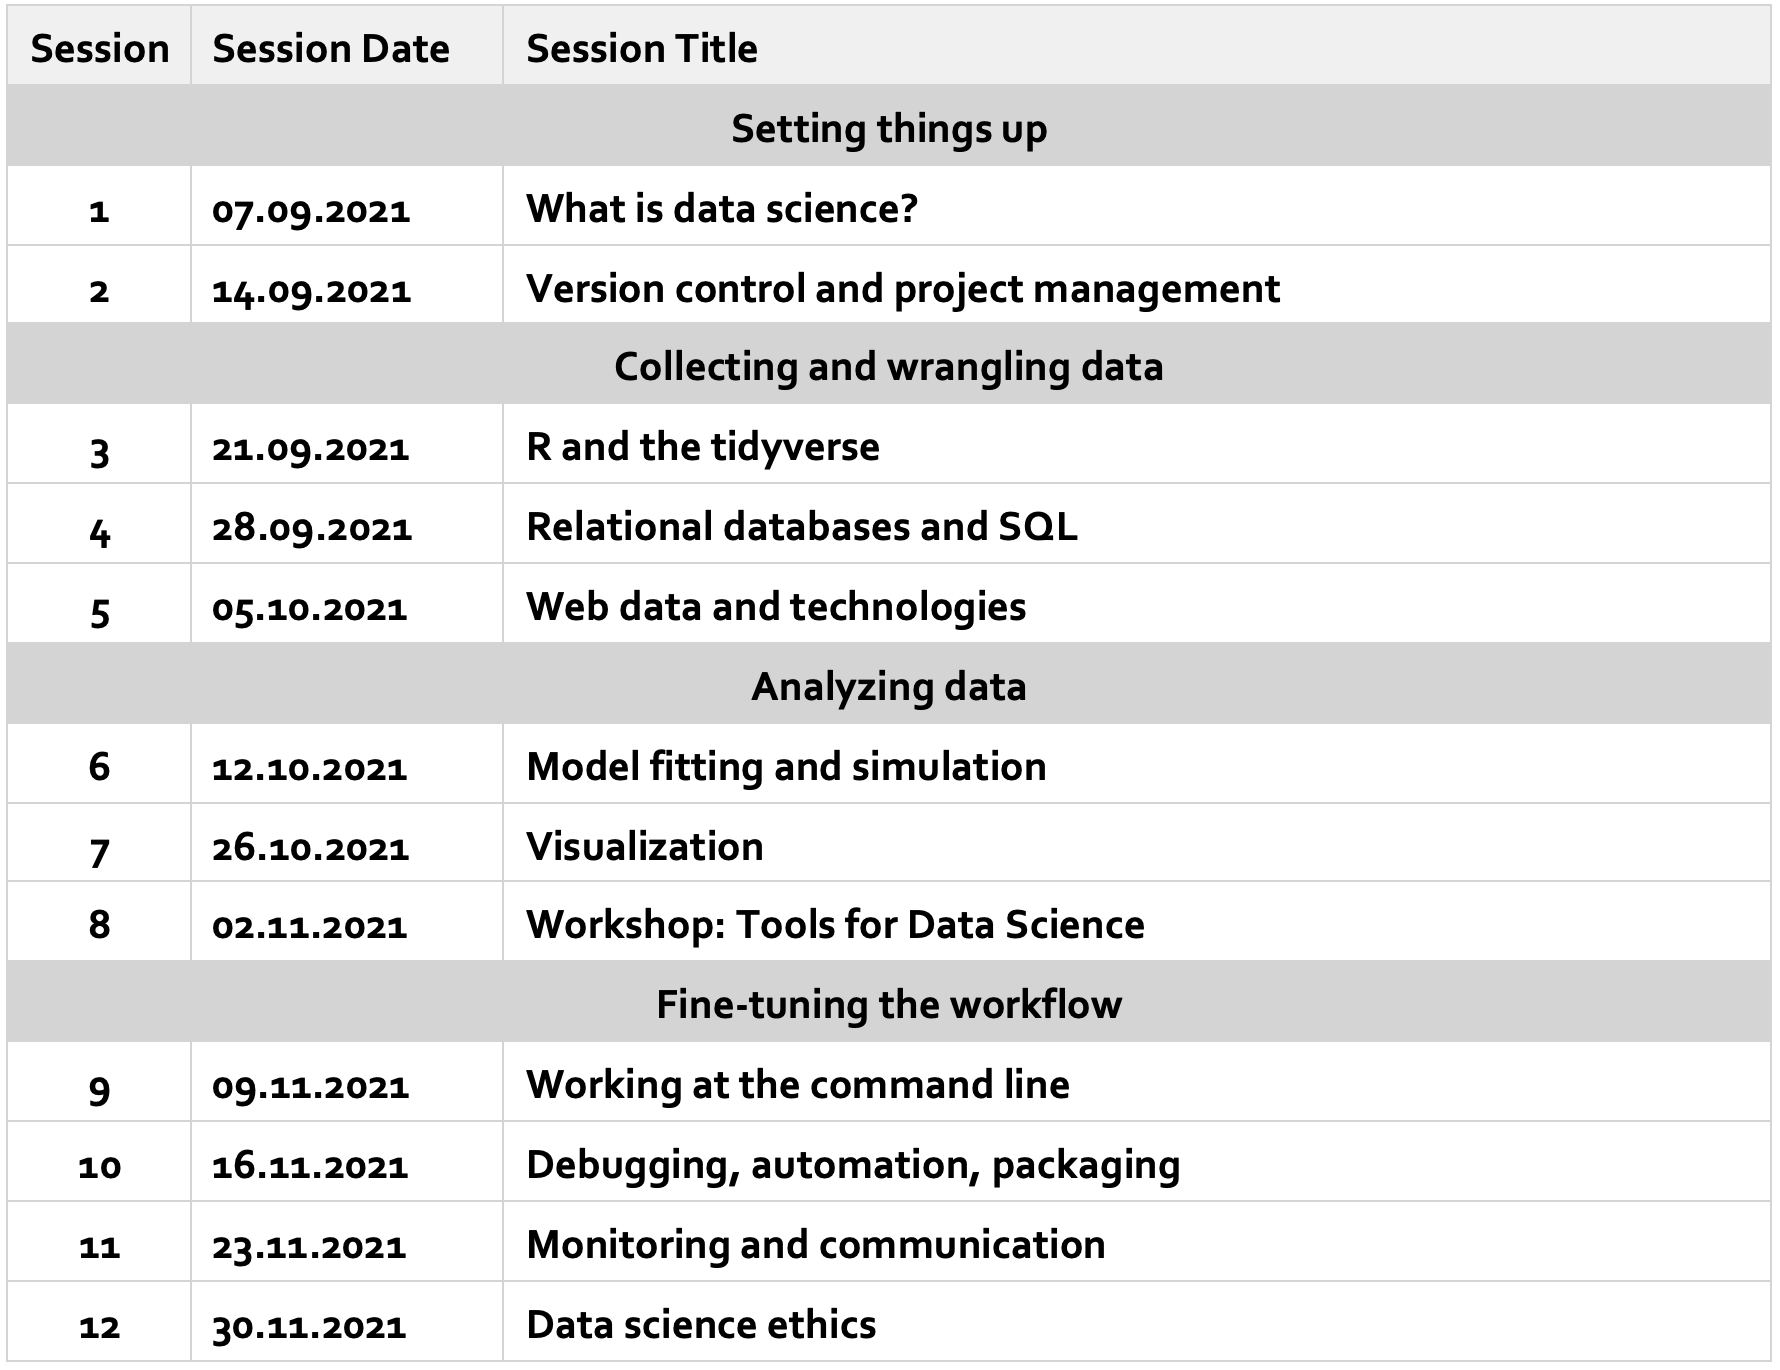 Session Session Date Session Title
Setting things up
1 07.09.2021 What is data science?
2 14.09.2021 Version control and project management
Collecting and wrangling data
3 21.09.2021 R and the tidyverse
4 28.09.2021 Relational databases and SQL
5 05.10.2021 Web data and technologies
Analyzing data
6 12.10.2021 Model fitting and simulation
7 26.10.2021 Visualization
8 02.11.2021 Workshop: Tools for Data Science
Fine-tuning the workflow
9 09.11.2021 Working at the command line
10 16.11.2021 Debugging, automation, packaging
11 23.11.2021 Monitoring and communication
12 30.11.2021 Data science ethics